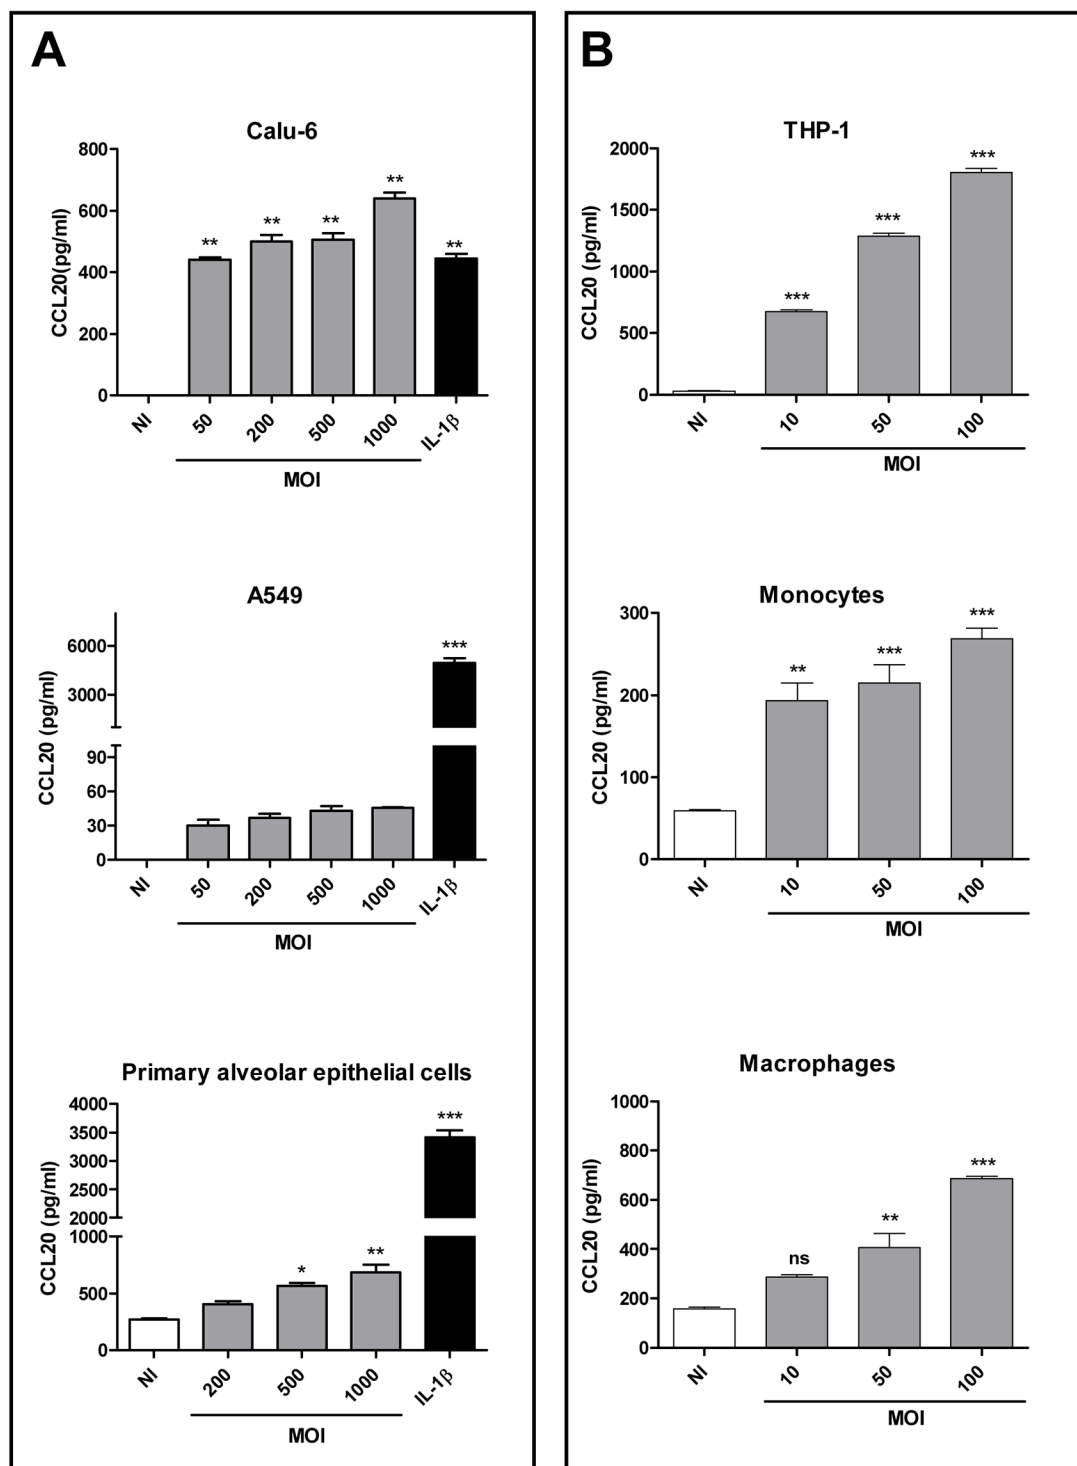 A
Calu-6
CCL20(pg/ml)
800
600
400
200
0
** ** ** ** **
NI 50 200 500 1000 IL-1β
MOI
A549
CCL20 (pg/ml)
6000
3000
90
60
30
0
***
NI 50 200 500 1000 IL-1β
MOI
Primary alveolar epithelial cells
CCL20 (pg/ml)
4000
3500
3000
2500
2000
1000
500
0
* ** ***
NI 200 500 1000 IL-1β
MOI
B
THP-1
CCL20 (pg/ml)
2000
1500
1000
500
0
*** *** ***
NI 10 50 100
MOI
Monocytes
CCL20 (pg/ml)
300
200
100
0
** *** ***
NI 10 50 100
MOI
Macrophages
CCL20 (pg/ml)
1000
800
600
400
200
0
ns ** ***
NI 10 50 100
MOI